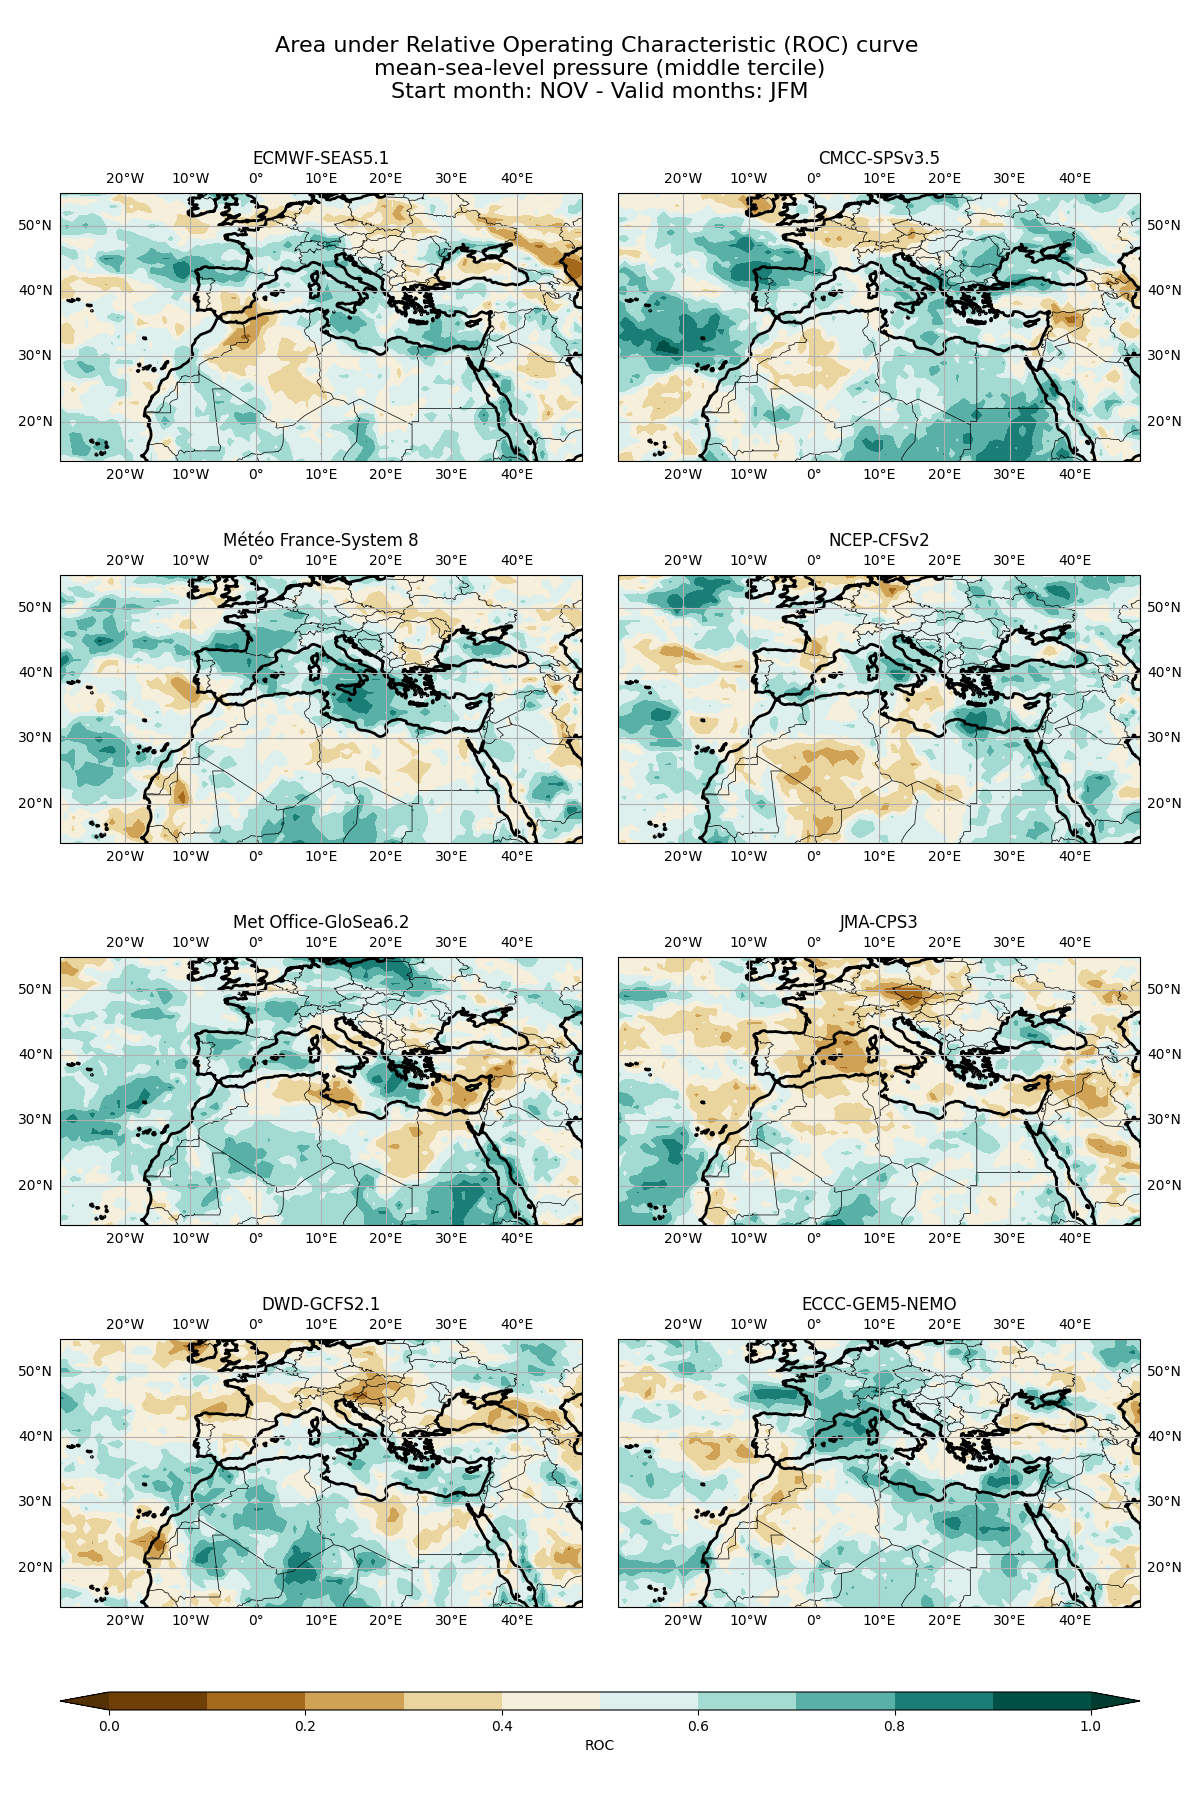 Area under Relative Operating Characteristic (ROC) curve
mean-sea-level pressure (middle tercile)
Start month: NOV - Valid months: JFM
ECMWF-SEAS5.1
20°W 10°W 0° 10°E 20°E 30°E 40°E
50°N
40°N
30°N
20°N
20°W 10°W 0° 10°E 20°E 30°E 40°E
CMCC-SPSv3.5
20°W 10°W 0° 10°E 20°E 30°E 40°E
50°N
40°N
30°N
20°N
20°W 10°W 0° 10°E 20°E 30°E 40°E
Météo France-System 8
20°W 10°W 0° 10°E 20°E 30°E 40°E
50°N
40°N
30°N
20°N
20°W 10°W 0° 10°E 20°E 30°E 40°E
NCEP-CFSv2
20°W 10°W 0° 10°E 20°E 30°E 40°E
50°N
40°N
30°N
20°N
20°W 10°W 0° 10°E 20°E 30°E 40°E
Met Office-GloSea6.2
20°W 10°W 0° 10°E 20°E 30°E 40°E
50°N
40°N
30°N
20°N
20°W 10°W 0° 10°E 20°E 30°E 40°E
JMA-CPS3
20°W 10°W 0° 10°E 20°E 30°E 40°E
50°N
40°N
30°N
20°N
20°W 10°W 0° 10°E 20°E 30°E 40°E
DWD-GCFS2.1
20°W 10°W 0° 10°E 20°E 30°E 40°E
50°N
40°N
30°N
20°N
20°W 10°W 0° 10°E 20°E 30°E 40°E
ECCC-GEM5-NEMO
20°W 10°W 0° 10°E 20°E 30°E 40°E
50°N
40°N
30°N
20°N
20°W 10°W 0° 10°E 20°E 30°E 40°E
0.0 0.2 0.4 0.6 0.8 1.0
ROC